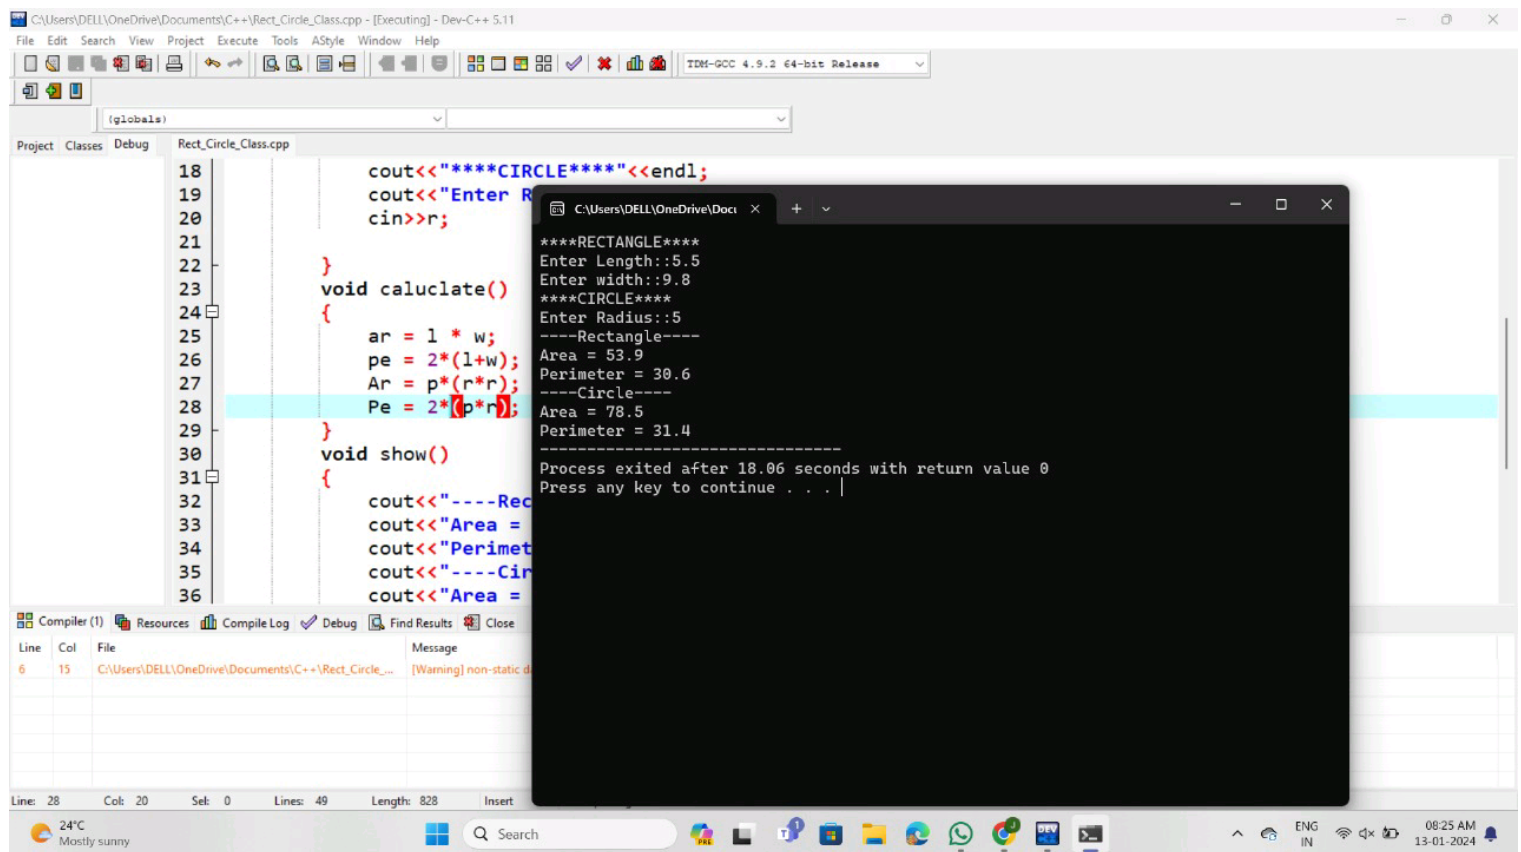 C:\Users\DELL\OneDrive\Documents\C++\Rect_Circle_Class.cpp - [Executing] - Dev-C++ 5.11
File Edit Search View Project Execute Tools AStyle Window Help
TDM-GCC 4.9.2 64-bit Release
(globals)
Project Classes Debug Rect_Circle_Class.cpp
18 cout<<"****CIRCLE****"<<endl;
19 cout<<"Enter R
20 cin>>r;
21
22 }
23 void caluclate()
24 {
25 ar = l * w;
26 pe = 2*(l+w);
27 Ar = p*(r*r);
28 Pe = 2*(p*r);
29 }
30 void show()
31 {
32 cout<<"----Rec
33 cout<<"Area =
34 cout<<"Perimet
35 cout<<"----Cir
36 cout<<"Area =
C:\Users\DELL\OneDrive\Docu
****RECTANGLE****
Enter Length::5.5
Enter width::9.8
****CIRCLE****
Enter Radius::5
----Rectangle----
Area = 53.9
Perimeter = 30.6
----Circle----
Area = 78.5
Perimeter = 31.4
--------------------------------
Process exited after 18.06 seconds with return value 0
Press any key to continue . . .
Compiler (1) Resources Compile Log Debug Find Results Close
Line Col File Message
6 15 C:\Users\DELL\OneDrive\Documents\C++\Rect_Circle_... [Warning] non-static d
Line: 28 Col: 20 Sel: 0 Lines: 49 Length: 828 Insert
24°C
Mostly sunny
Search
PRE
1
J
DEV
ENG
IN
08:25 AM
13-01-2024